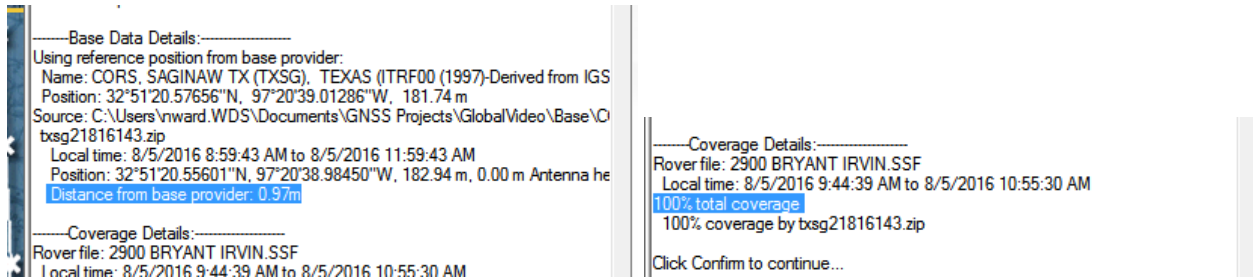 --------Base Data Details:--------------------
Using reference position from base provider:
Name: CORS, SAGINAW TX (TXSG), TEXAS (ITRF00 (1997)-Derived from IGS
Position: 32°51'20.57656"N, 97°20'39.01286"W, 181.74 m
Source: C:\Users\nward.WDS\Documents\GNSS Projects\GlobalVideo\Base\C
txsg21816143.zip
Local time: 8/5/2016 8:59:43 AM to 8/5/2016 11:59:43 AM
Position: 32°51'20.55601"N, 97°20'38.98450"W, 182.94 m, 0.00 m Antenna he
Distance from base provider: 0.97m
--------Coverage Details:--------------------
Rover file: 2900 BRYANT IRVIN.SSF
Local time: 8/5/2016 9:44:39 AM to 8/5/2016 10:55:30 AM
--------Coverage Details:--------------------
Rover file: 2900 BRYANT IRVIN.SSF
Local time: 8/5/2016 9:44:39 AM to 8/5/2016 10:55:30 AM
100% total coverage
100% coverage by txsg21816143.zip
Click Confirm to continue...